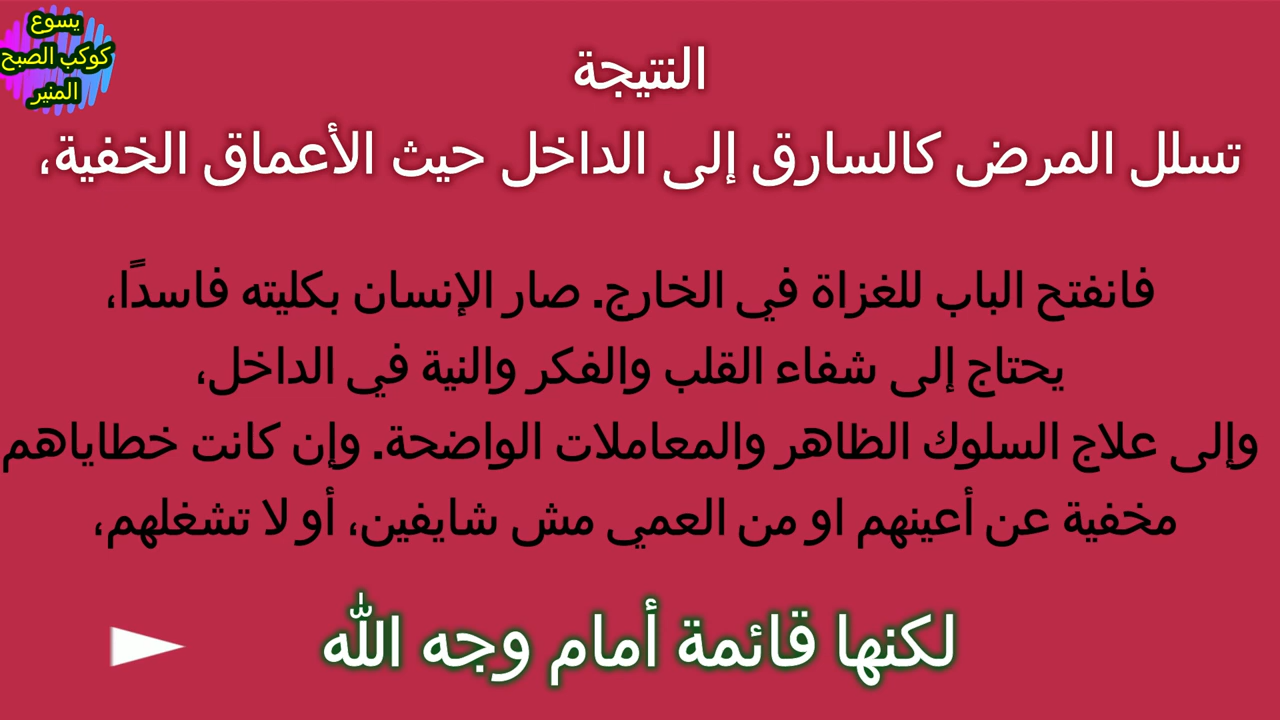 يسوع
كوكب الصبح
المنير
النتيجة
تسلل المرض كالسارق إلى الداخل حيث الأعماق الخفية،
فانفتح الباب للغزاة في الخارج. صار الإنسان بكليته فاسدًا،
يحتاج إلى شفاء القلب والفكر والنية في الداخل،
وإلى علاج السلوك الظاهر والمعاملات الواضحة. وإن كانت خطاياهم
مخفية عن أعينهم او من العمي مش شايفين، أو لا تشغلهم،
لكنها قائمة أمام وجه الله